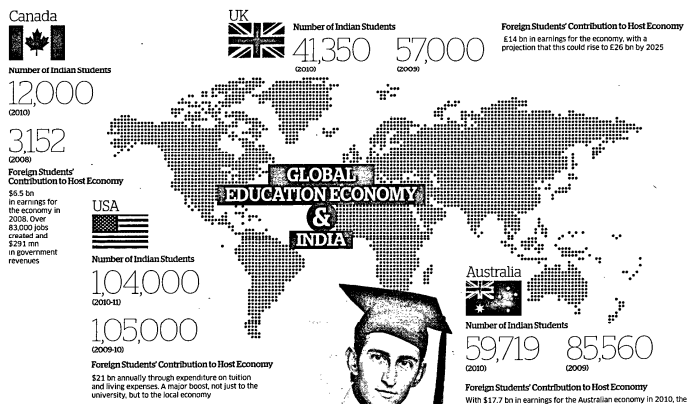 Canada
Number of Indian Students
12,000
(2010)
3,152
(2008)
Foreign Students'
Contribution to Host Economy
$6.5 bn
in earnings for
the economy in
2008. Over
83,000 jobs
created and
$291 mn
in government
revenues
UK
Number of Indian Students
41,350
(2010)
57,000
(2009)
Foreign Students' Contribution to Host Economy
£14 bn in earnings for the economy, with a
projection that this could rise to £26 bn by 2025
GLOBAL
EDUCATION ECONOMY
&
INDIA
USA
Number of Indian Students
1,04,000
(2010-11)
1,05,000
(2009-10)
Foreign Students' Contribution to Host Economy
$21 bn annually through expenditure on tuition
and living expenses. A major boost, not just to the
university, but to the local economy
Australia
Number of Indian Students
59,719
(2010)
85,560
(2009)
Foreign Students' Contribution to Host Economy
With $17.7 bn in earnings for the Australian economy in 2010, the